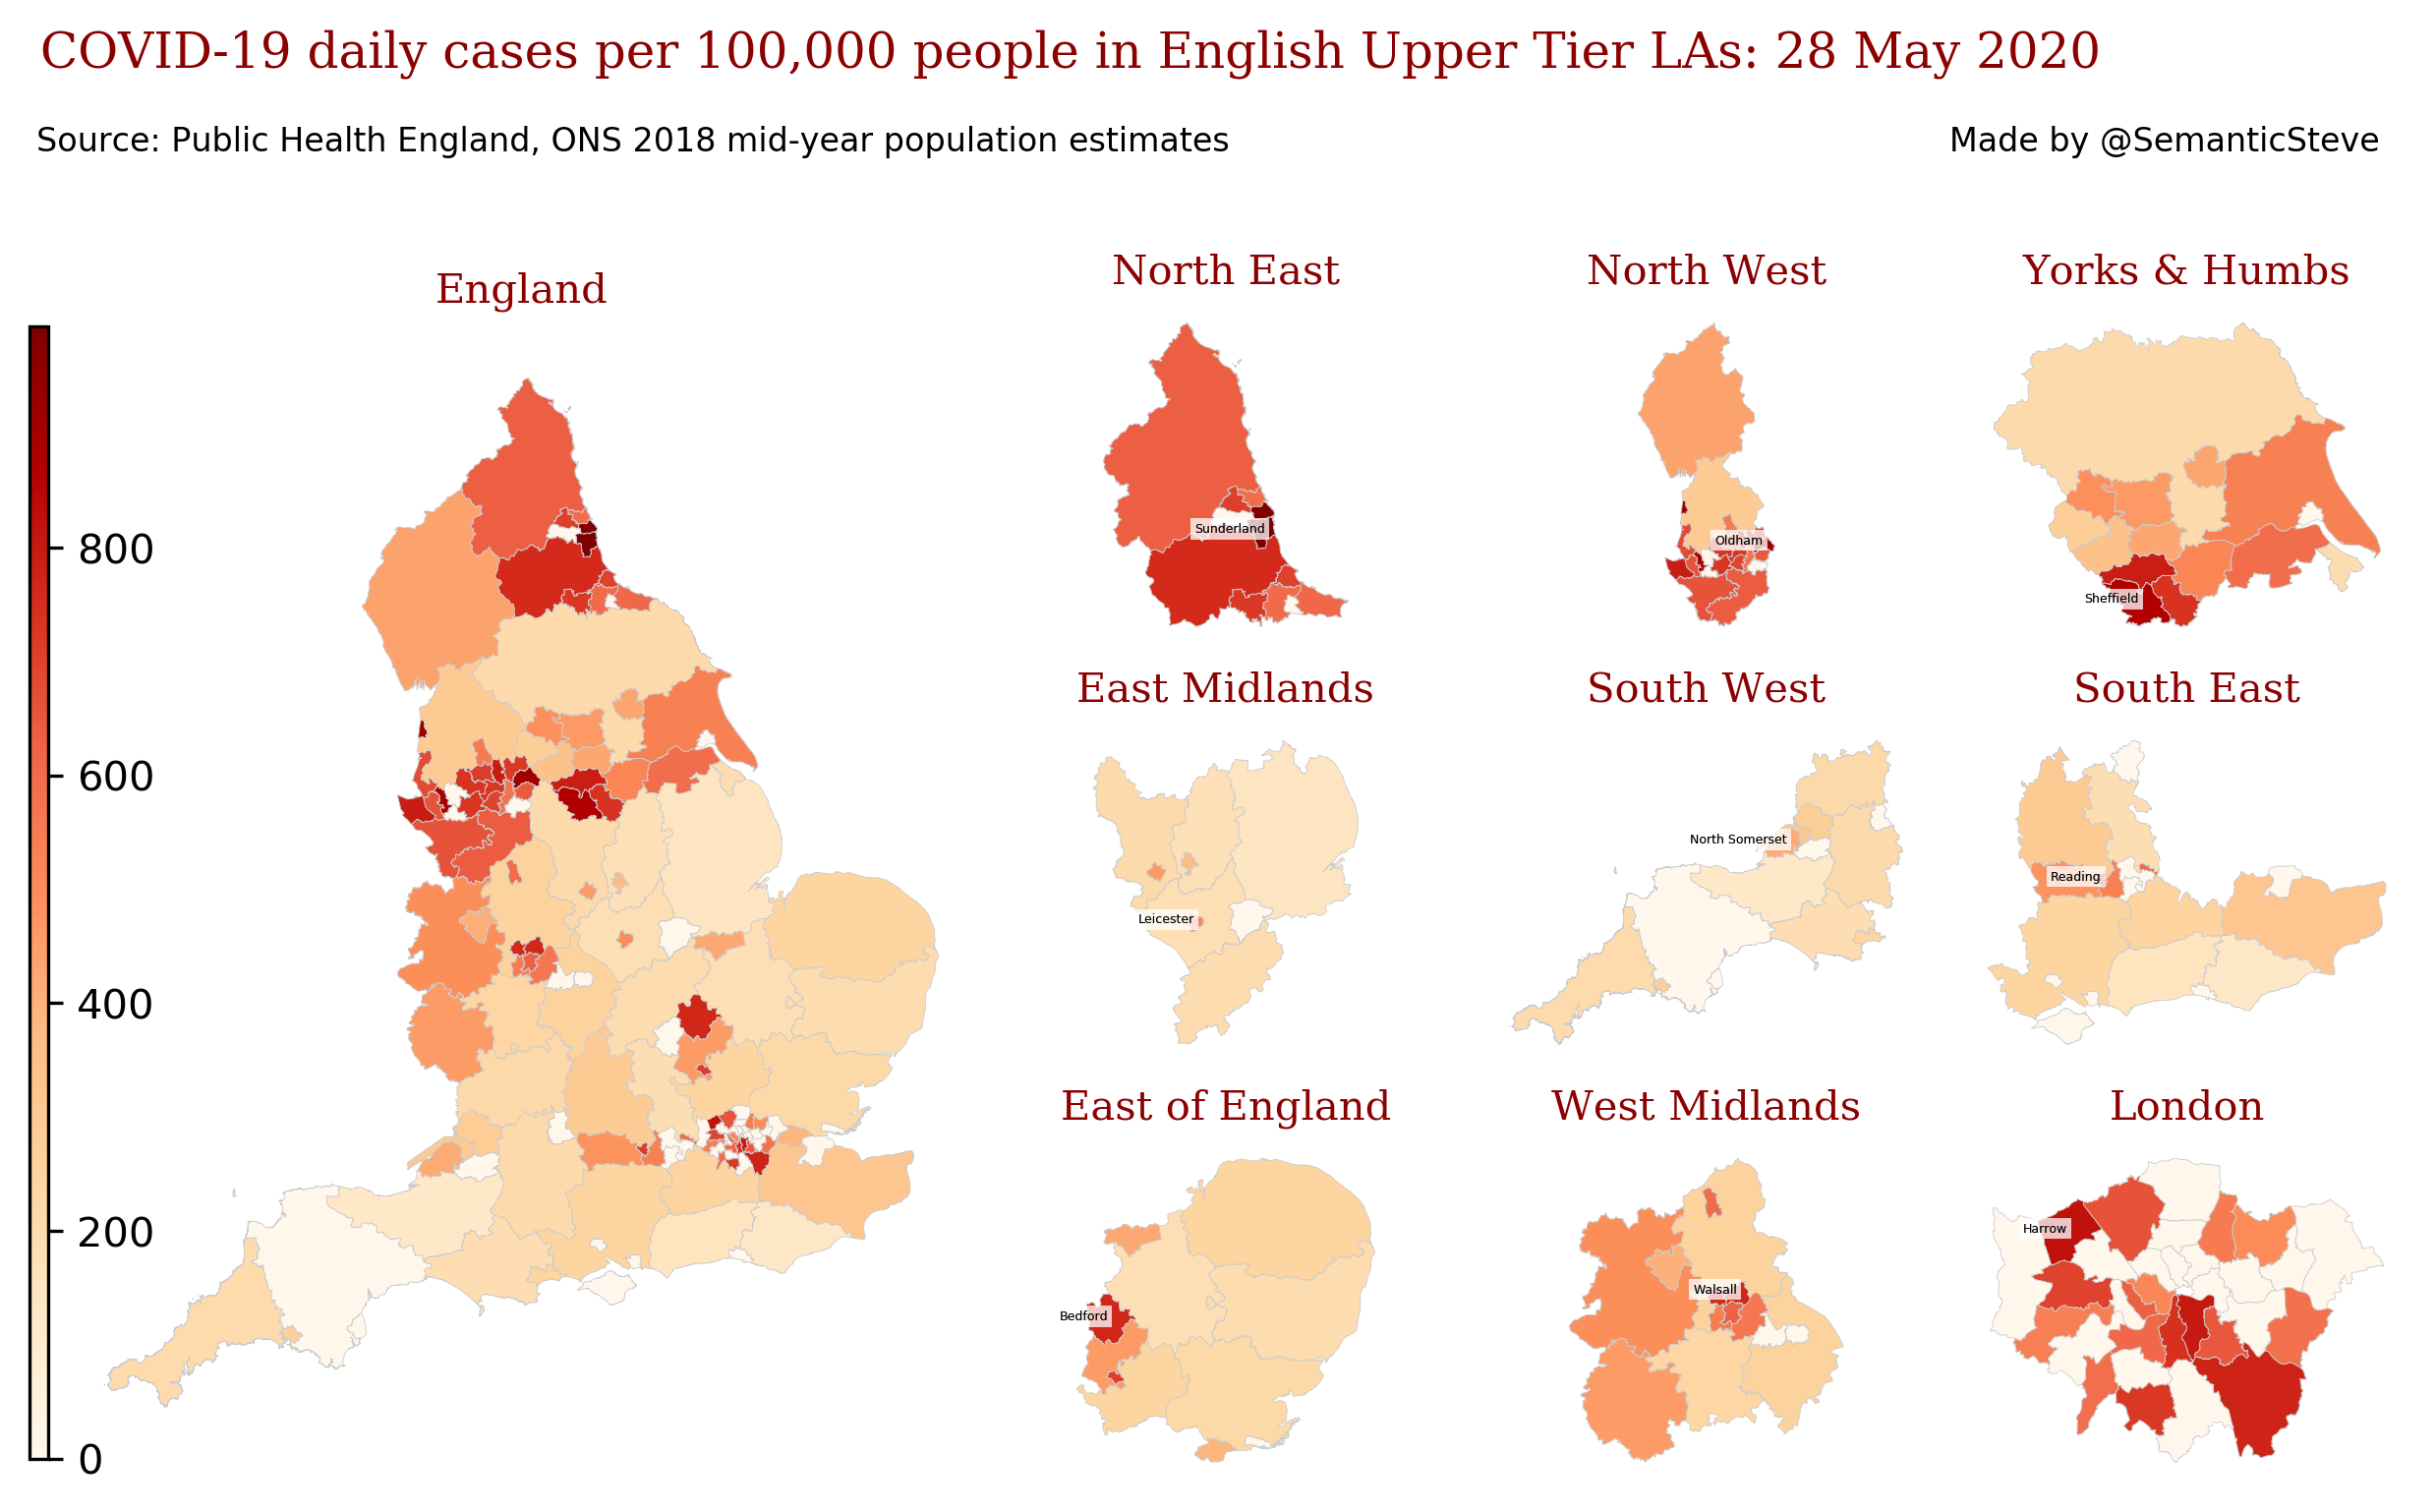 COVID-19 daily cases per 100,000 people in English Upper Tier LAs: 28 May 2020
Source: Public Health England, ONS 2018 mid-year population estimates
Made by @SemanticSteve
England
800
600
400
200
0
North East
Sunderland
North West
Oldham
Yorks & Humbs
Sheffield
East Midlands
Leicester
South West
North Somerset
South East
Reading
East of England
Bedford
West Midlands
Walsall
London
Harrow